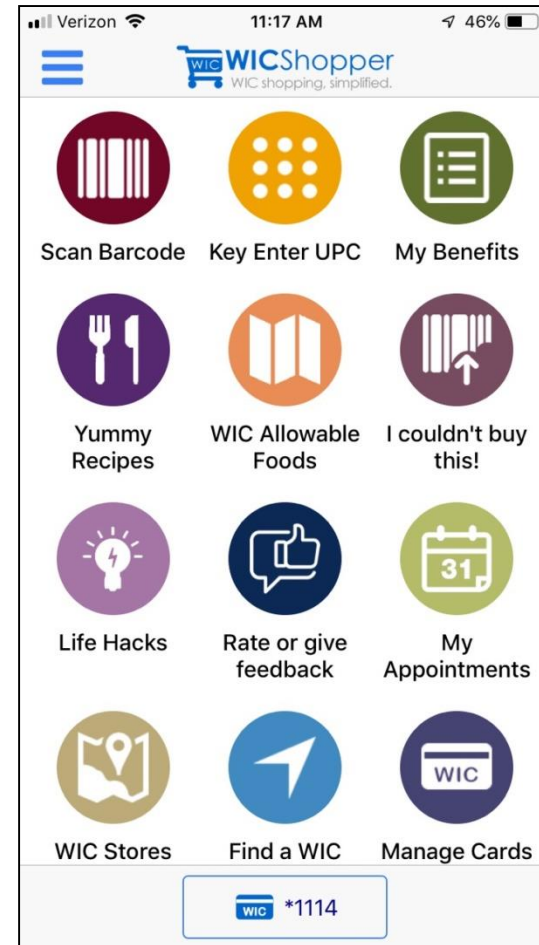 Verizon 11:17 AM 46%
WIC WICShopper
WIC shopping, simplified.
Scan Barcode Key Enter UPC My Benefits
Yummy WIC Allowable I couldn't buy
Recipes Foods this!
31
Life Hacks Rate or give My
feedback Appointments
WIC
WIC Stores Find a WIC Manage Cards
WIC *1114